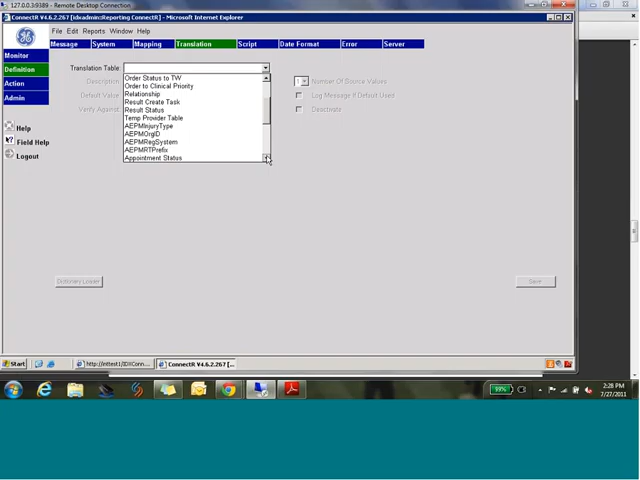 127.0.0.3:9389 - Remote Desktop Connection
ConnectR V4.6.2.267 [idxadmin::Reporting ConnectR] - Microsoft Internet Explorer
File Edit Reports Window Help
Message System Mapping Translation Script Date Format Error Server
Monitor
Definition
Action
Admin
Help
Field Help
Logout
Translation Table:
Description:
Default Value
Verify Against
Order Status to TW
Order to Clinical Priority
Relationship
Result Create Task
Result Status
Temp Provider Table
AEPMInjuryType
AEPMOrgID
AEPMRegSystem
AEPMRTPrefix
Appointment Status
1 Number Of Source Values
Log Message If Default Used
Deactivate
Dictionary Loader
Save
Start
http://inttest1/IDXConn...
ConnectR V4.6.2.267 [...
99%
2:28 PM
7/27/2011